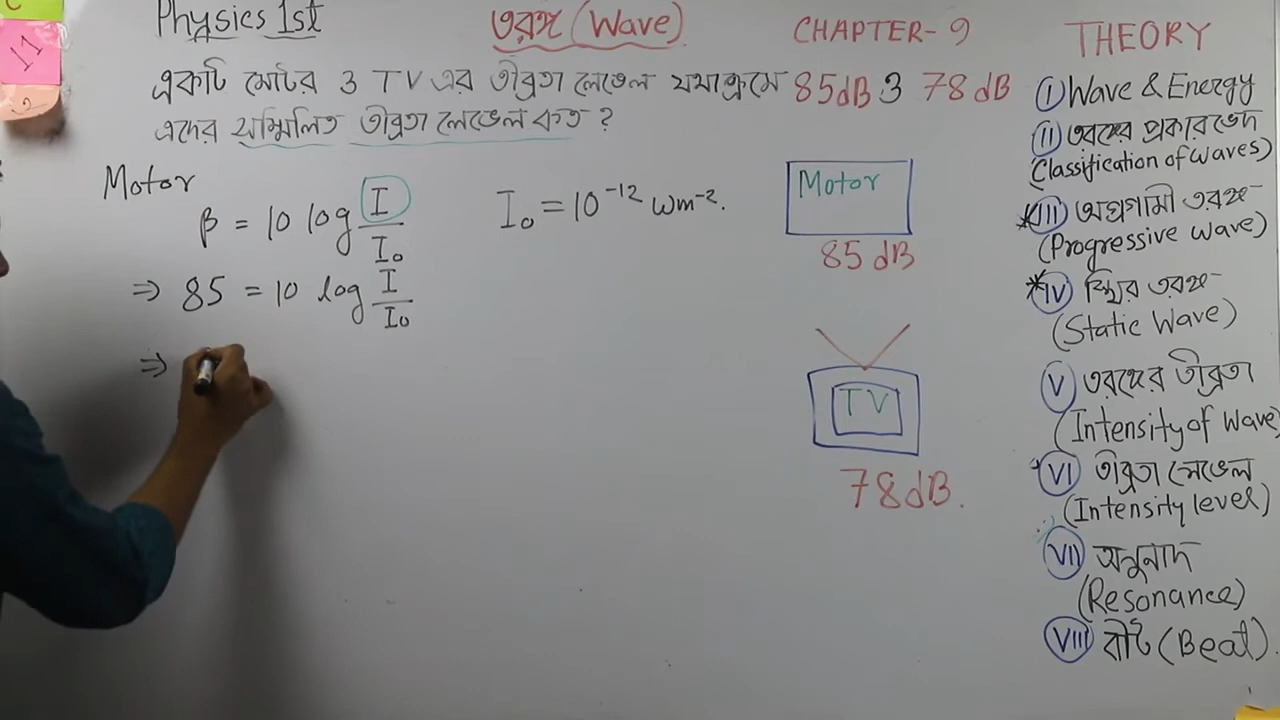 Physics 1st
তরঙ্গ (Wave)
CHAPTER-9
একটি মোটর ও TV এর তীব্রতা লেভেল যথাক্রমে 85dB ও 78 dB
এদের সম্মিলিত তীব্রতা লেভেল কত ?
Motor
β = 10 log I/I₀
I₀ = 10⁻¹² wm⁻².
⇒ 85 = 10 log I/I₀
⇒
Motor
85 dB
TV
78dB.
THEORY
I Wave & Energy
II তরঙ্গের প্রকারভেদ
(Classification of Waves)
*III অগ্রগামী তরঙ্গ
(Progressive wave)
*IV স্থির তরঙ্গ
(Static Wave)
V তরঙ্গের তীব্রতা
(Intensity of Wave)
VI তীব্রতা লেভেল
(Intensity level)
VII অনুনাদ
(Resonance)
VIII বীট (Beat).